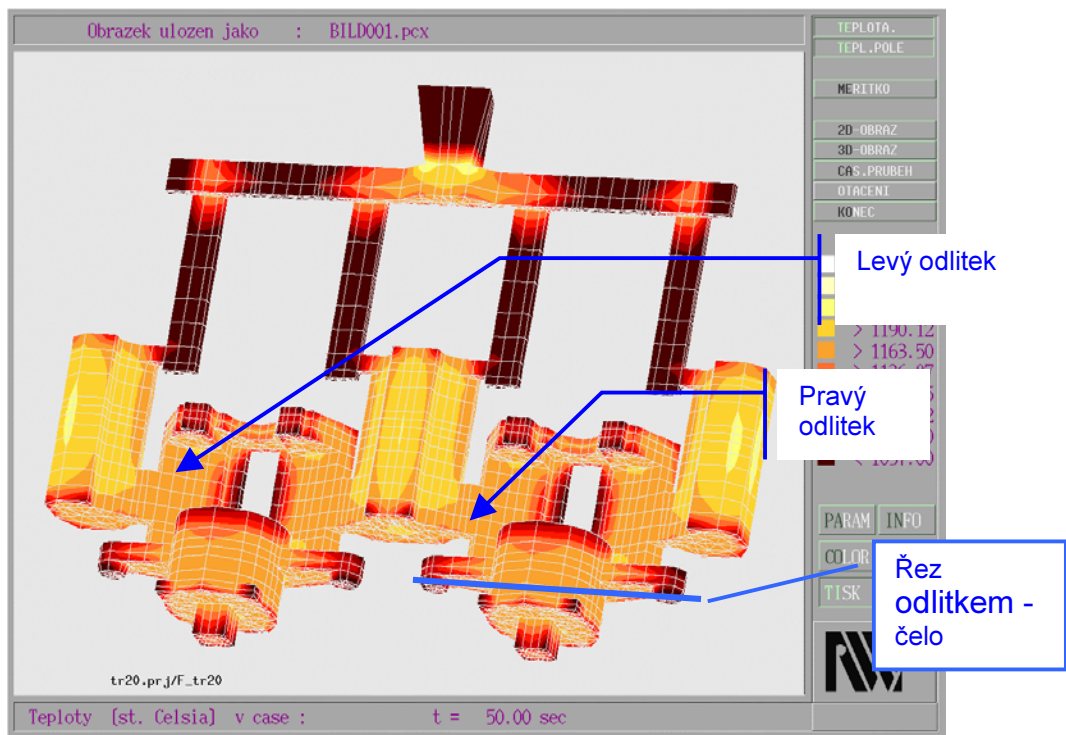 Obrazek ulozen jako : BILD001.pcx
TEPLOTA.
TEPL.POLE
MERITKO
2D-OBRAZ
3D-OBRAZ
CAS.PRUBEH
OTACENI
KONEC
Levý odlitek
> 1190.12
> 1163.50
Pravý
odlitek
PARAM INFO
COLOR
TISK
Řez
odlitkem -
čelo
tr20.prj/F_tr20
Teploty (st. Celsia) v case : t = 50.00 sec